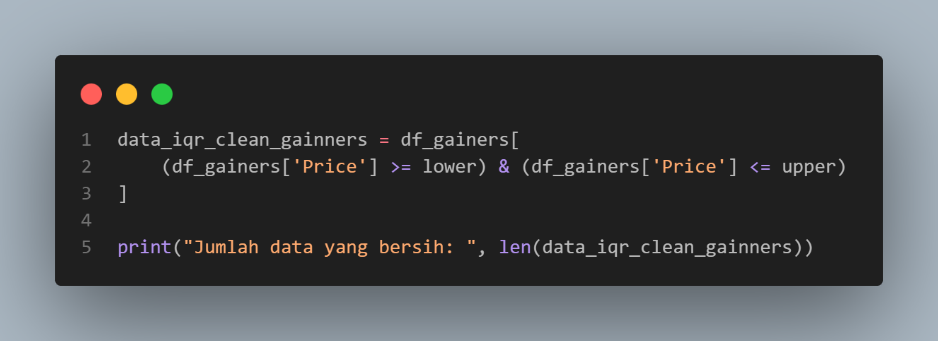 1 data_iqr_clean_gainners = df_gainers[
2     (df_gainers['Price'] >= lower) & (df_gainers['Price'] <= upper)
3 ]
4
5 print("Jumlah data yang bersih: ", len(data_iqr_clean_gainners))